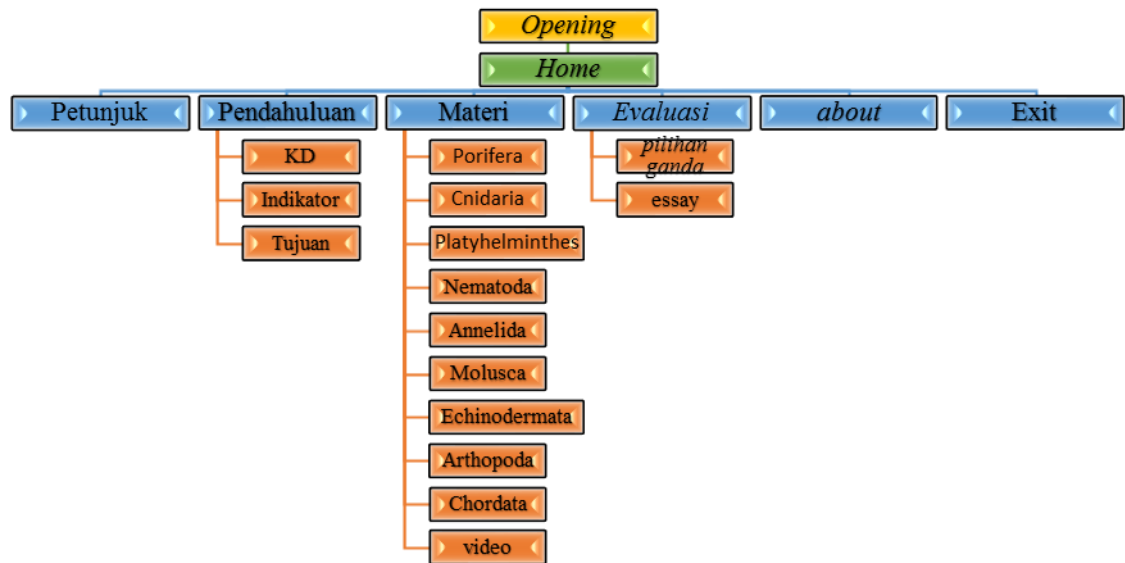 Opening
Home
Petunjuk
Pendahuluan
Materi
Evaluasi
about
Exit
KD
Indikator
Tujuan
Porifera
Cnidaria
Platyhelminthes
Nematoda
Annelida
Molusca
Echinodermata
Arthopoda
Chordata
video
pilihan
ganda
essay